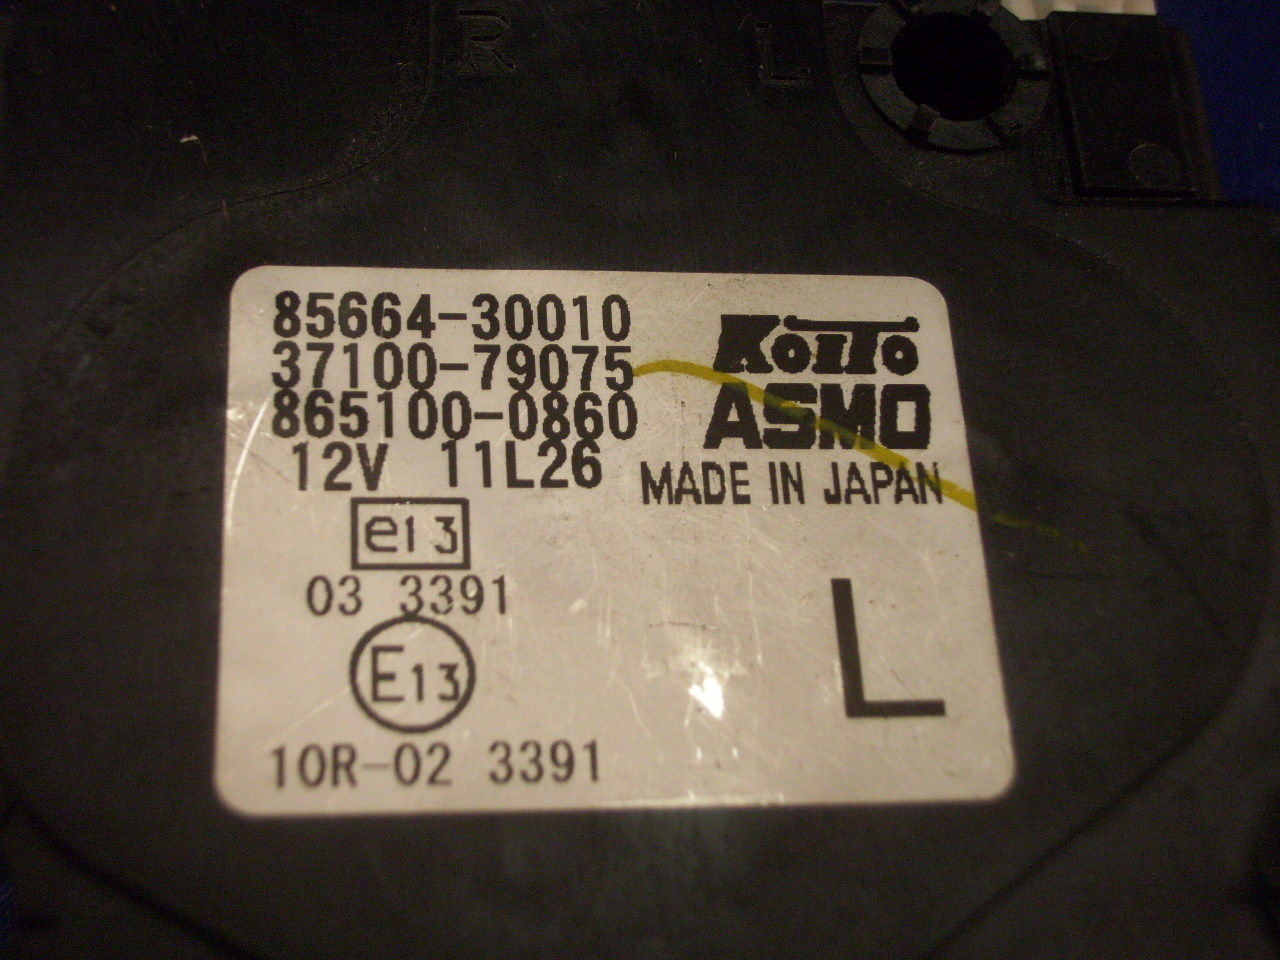 R L
85664-30010
37100-79075
865100-0860
12V 11L26
KOITO
ASMO
MADE IN JAPAN
e13
03 3391
E13
10R-02 3391
L